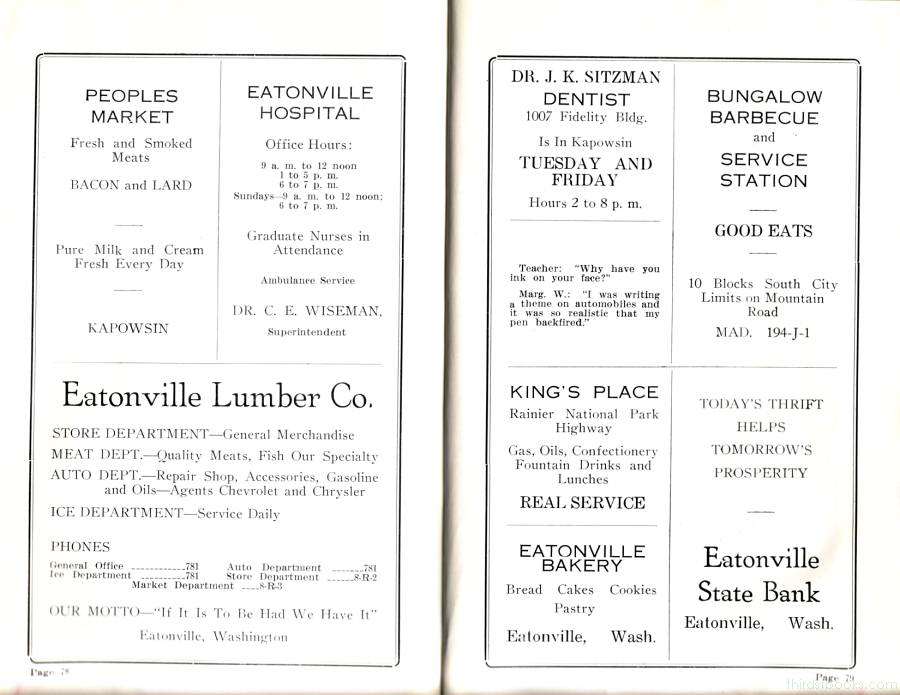 PEOPLES
MARKET
Fresh and Smoked
Meats
BACON and LARD
Pure Milk and Cream
Fresh Every Day
KAPOWSIN
EATONVILLE
HOSPITAL
Office Hours:
9 a. m. to 12 noon
1 to 5 p. m.
6 to 7 p. m.
Sundays—9 a. m. to 12 noon;
6 to 7 p. m.
Graduate Nurses in
Attendance
Ambulance Service
DR. C. E. WISEMAN,
Superintendent
Eatonville Lumber Co.
STORE DEPARTMENT—General Merchandise
MEAT DEPT.—Quality Meats, Fish Our Specialty
AUTO DEPT.—Repair Shop, Accessories, Gasoline
and Oils—Agents Chevrolet and Chrysler
ICE DEPARTMENT—Service Daily
PHONES
General Office ------------781 Auto Department -------781
Ice Department ----------781 Store Department ------8-R-2
Market Department ----8-R-3
OUR MOTTO—"If It Is To Be Had We Have It"
Eatonville, Washington
Page 78
DR. J. K. SITZMAN
DENTIST
1007 Fidelity Bldg.
Is In Kapowsin
TUESDAY AND
FRIDAY
Hours 2 to 8 p. m.
Teacher: "Why have you
ink on your face?"
Marg. W.: "I was writing
a theme on automobiles and
it was so realistic that my
pen backfired."
BUNGALOW
BARBECUE
and
SERVICE
STATION
GOOD EATS
10 Blocks South City
Limits on Mountain
Road
MAD. 194-J-1
KING'S PLACE
Rainier National Park
Highway
Gas, Oils, Confectionery
Fountain Drinks and
Lunches
REAL SERVICE
EATONVILLE
BAKERY
Bread Cakes Cookies
Pastry
Eatonville, Wash.
TODAY'S THRIFT
HELPS
TOMORROW'S
PROSPERITY
Eatonville
State Bank
Eatonville, Wash.
Page 79
thirdstbooks.com